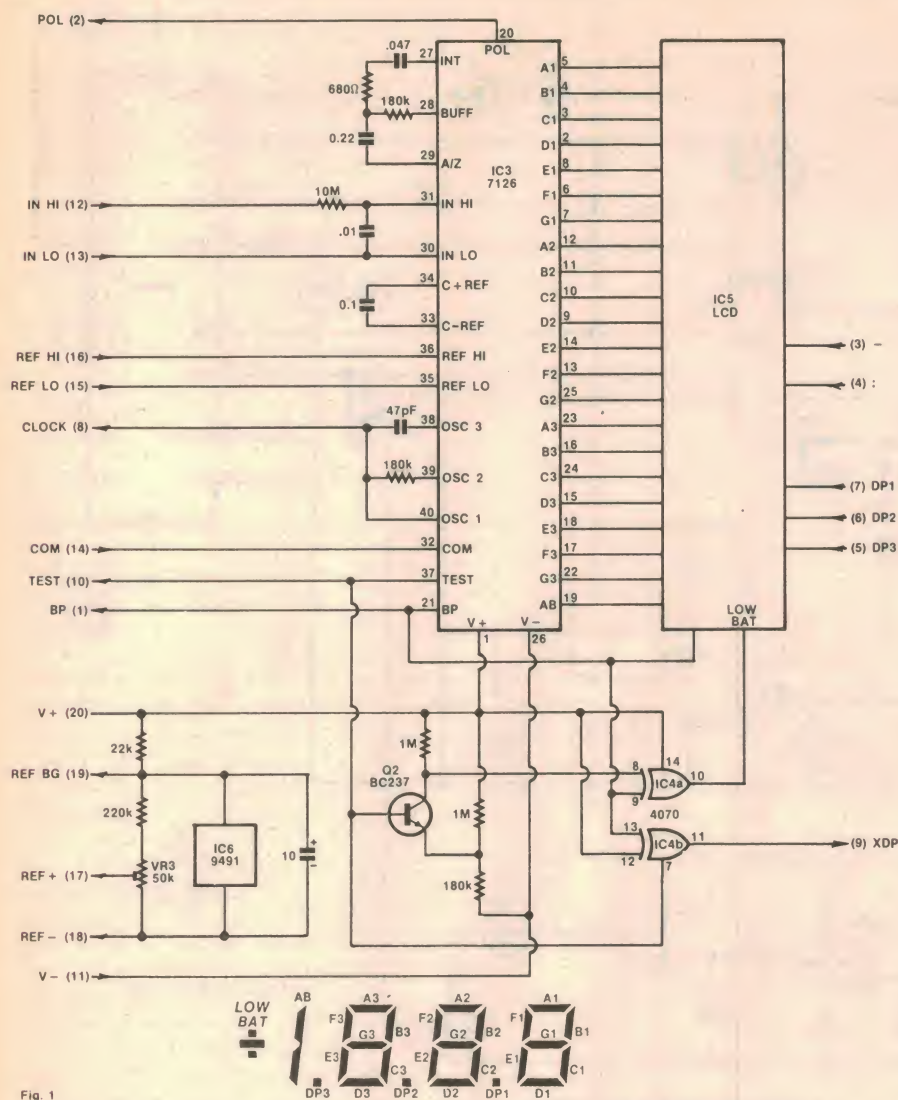 POL (2)
20
POL
.047
27
INT
680Ω
180k
28
BUFF
0.22
29
A/Z
10M
IN HI (12)
31
IN HI
.01
IN LO (13)
30
IN LO
34
C+REF
0.1
33
C-REF
REF HI (16)
36
REF HI
REF LO (15)
35
REF LO
47pF
CLOCK (8)
38
OSC 3
180k
39
OSC 2
40
OSC 1
COM (14)
32
COM
TEST (10)
37
TEST
BP (1)
21
BP
V+
1
V-
26
IC3
7126
A1 5
B1 4
C1 3
D1 2
E1 8
F1 6
G1 7
A2 12
B2 11
C2 10
D2 9
E2 14
F2 13
G2 25
A3 23
B3 16
C3 24
D3 15
E3 18
F3 17
G3 22
AB 19
IC5
LCD
LOW
BAT
(3) -
(4) :
(7) DP1
(6) DP2
(5) DP3
V+ (20)
22k
REF BG (19)
220k
IC6
9491
10
+
-
REF+ (17)
VR3
50k
REF- (18)
V- (11)
1M
Q2
BC237
1M
180k
8
9
14
IC4a
10
4070
13
12
IC4b
11
7
(9) XDP
LOW
BAT
AB
A3
A2
A1
F3
G3
B3
F2
G2
B2
F1
G1
B1
E3
C3
E2
C2
E1
C1
DP3
D3
DP2
D2
DP1
D1
Fig. 1